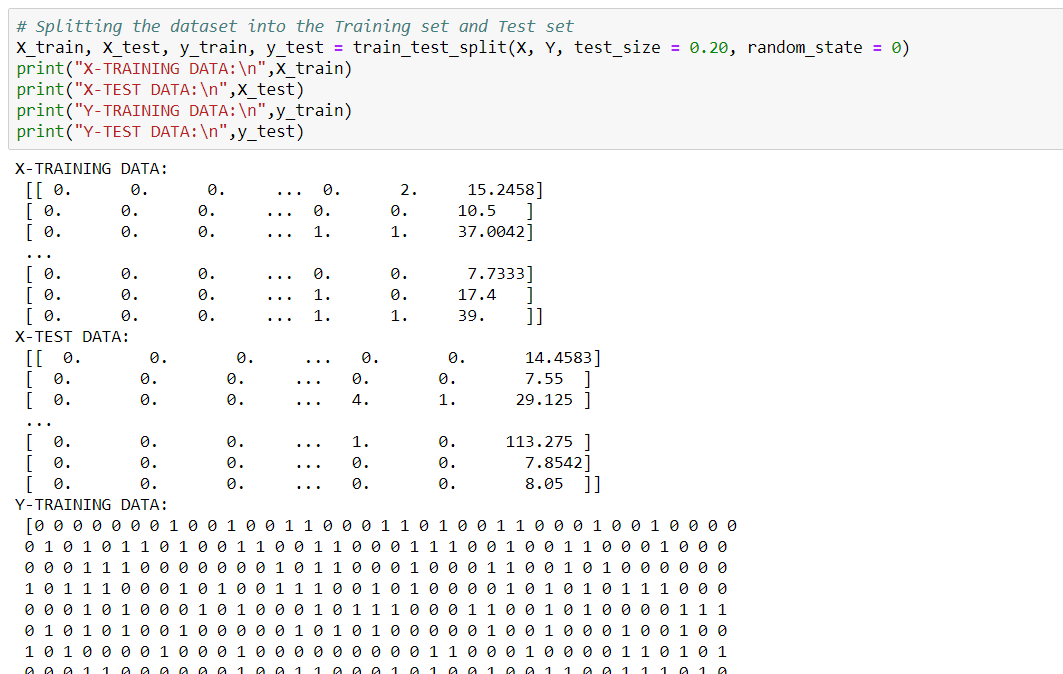 # Splitting the dataset into the Training set and Test set
X_train, X_test, y_train, y_test = train_test_split(X, Y, test_size = 0.20, random_state = 0)
print("X-TRAINING DATA:\n",X_train)
print("X-TEST DATA:\n",X_test)
print("Y-TRAINING DATA:\n",y_train)
print("Y-TEST DATA:\n",y_test)
X-TRAINING DATA:
[[ 0. 0. 0. ... 0. 2. 15.2458]
[ 0. 0. 0. ... 0. 0. 10.5 ]
[ 0. 0. 0. ... 1. 1. 37.0042]
...
[ 0. 0. 0. ... 0. 0. 7.7333]
[ 0. 0. 0. ... 1. 0. 17.4 ]
[ 0. 0. 0. ... 1. 1. 39. ]]
X-TEST DATA:
[[ 0. 0. 0. ... 0. 0. 14.4583]
[ 0. 0. 0. ... 0. 0. 7.55 ]
[ 0. 0. 0. ... 4. 1. 29.125 ]
...
[ 0. 0. 0. ... 1. 0. 113.275 ]
[ 0. 0. 0. ... 0. 0. 7.8542]
[ 0. 0. 0. ... 0. 0. 8.05 ]]
Y-TRAINING DATA:
[0 0 0 0 0 0 0 1 0 0 1 0 0 1 1 0 0 0 1 1 0 1 0 0 1 1 0 0 0 1 0 0 1 0 0 0 0
0 1 0 1 0 1 1 0 1 0 0 1 1 0 0 1 1 0 0 0 1 1 1 0 0 1 0 0 1 1 0 0 0 1 0 0 0
0 0 0 1 1 1 0 0 0 0 0 0 0 1 0 1 1 0 0 0 1 0 0 0 1 1 0 0 1 0 1 0 0 0 0 0 0
1 0 1 1 1 0 0 0 1 0 1 0 0 1 1 1 0 0 1 0 1 0 0 0 0 1 0 1 0 1 0 1 1 1 0 0 0
0 0 0 1 0 1 0 0 0 1 0 1 0 0 0 1 0 1 1 1 0 0 0 1 1 0 0 1 0 1 0 0 0 0 1 1 1
0 1 0 1 0 1 0 0 1 0 0 0 0 0 1 0 1 0 1 0 0 0 0 0 1 0 0 1 0 0 0 1 0 0 1 0 0
1 0 1 0 0 0 0 1 0 0 0 1 0 0 0 0 0 0 0 0 0 1 1 0 0 0 1 0 0 0 0 1 1 0 1 0 1